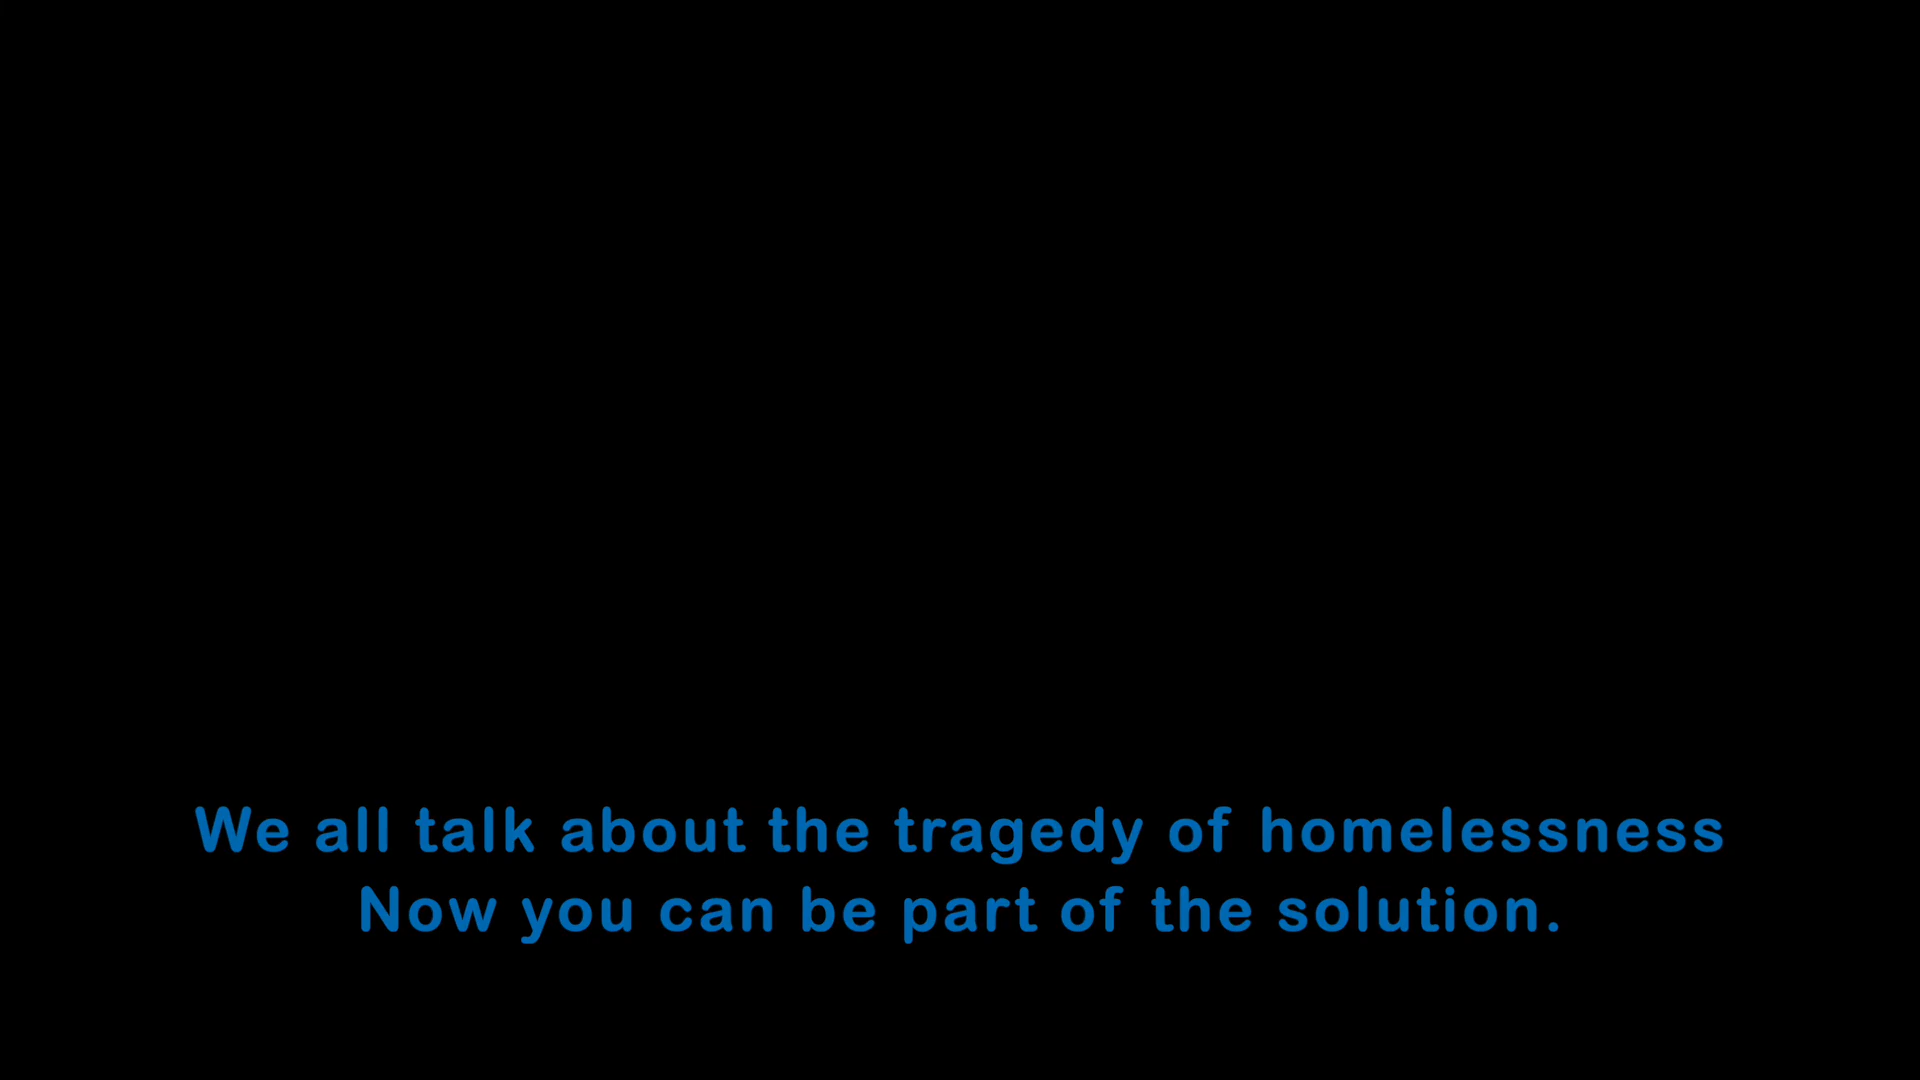 We all talk about the tragedy of homelessness
Now you can be part of the solution.